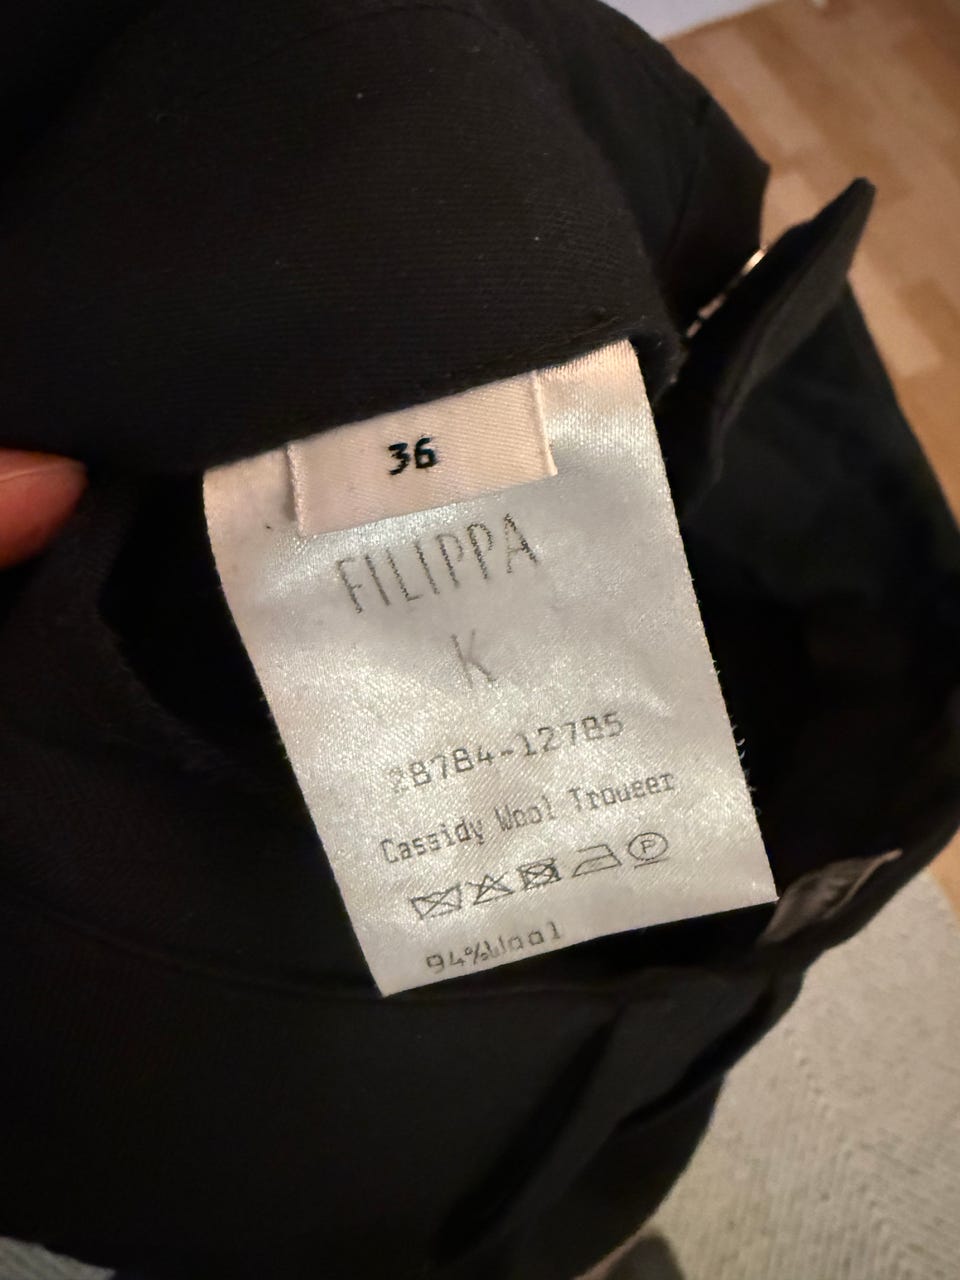 36
FILIPPA
K
28784-12785
Cassidy Wool Trouser
P
94%Wool